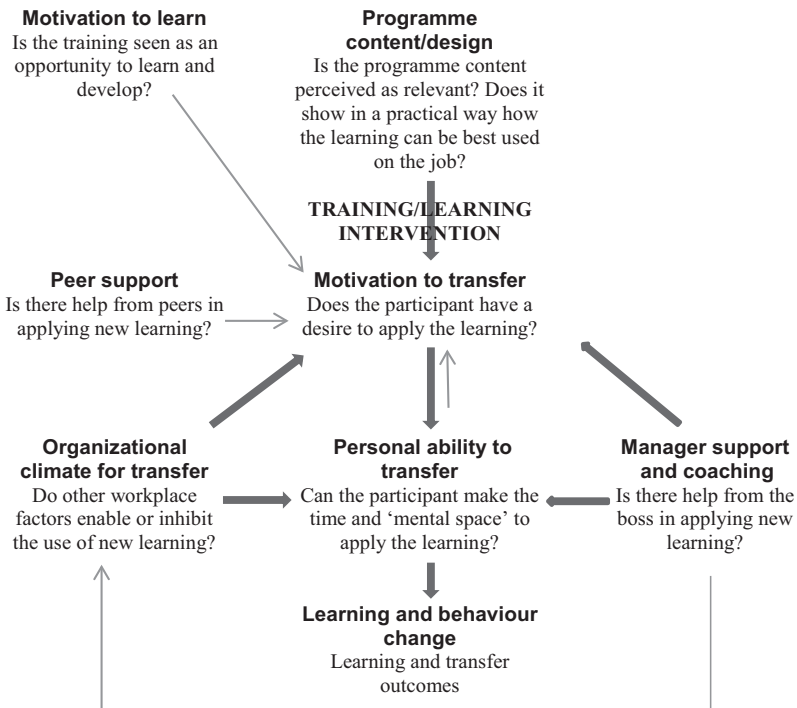 Motivation to learn
Is the training seen as an
opportunity to learn and
develop?
Programme
content/design
Is the programme content
perceived as relevant? Does it
show in a practical way how
the learning can be best used
on the job?
TRAINING/LEARNING
INTERVENTION
Peer support
Is there help from peers in
applying new learning?
Motivation to transfer
Does the participant have a
desire to apply the learning?
Organizational
climate for transfer
Do other workplace
factors enable or inhibit
the use of new learning?
Personal ability to
transfer
Can the participant make the
time and ‘mental space’ to
apply the learning?
Manager support
and coaching
Is there help from the
boss in applying new
learning?
Learning and behaviour
change
Learning and transfer
outcomes